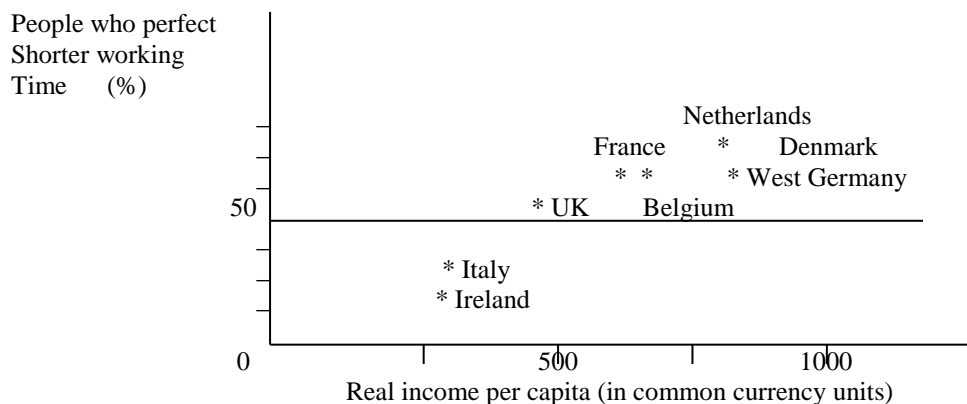 People who perfect
Shorter working
Time (%)
Netherlands
France * Denmark
* * * West Germany
50 * UK Belgium
* Italy
* Ireland
0 500 1000
Real income per capita (in common currency units)